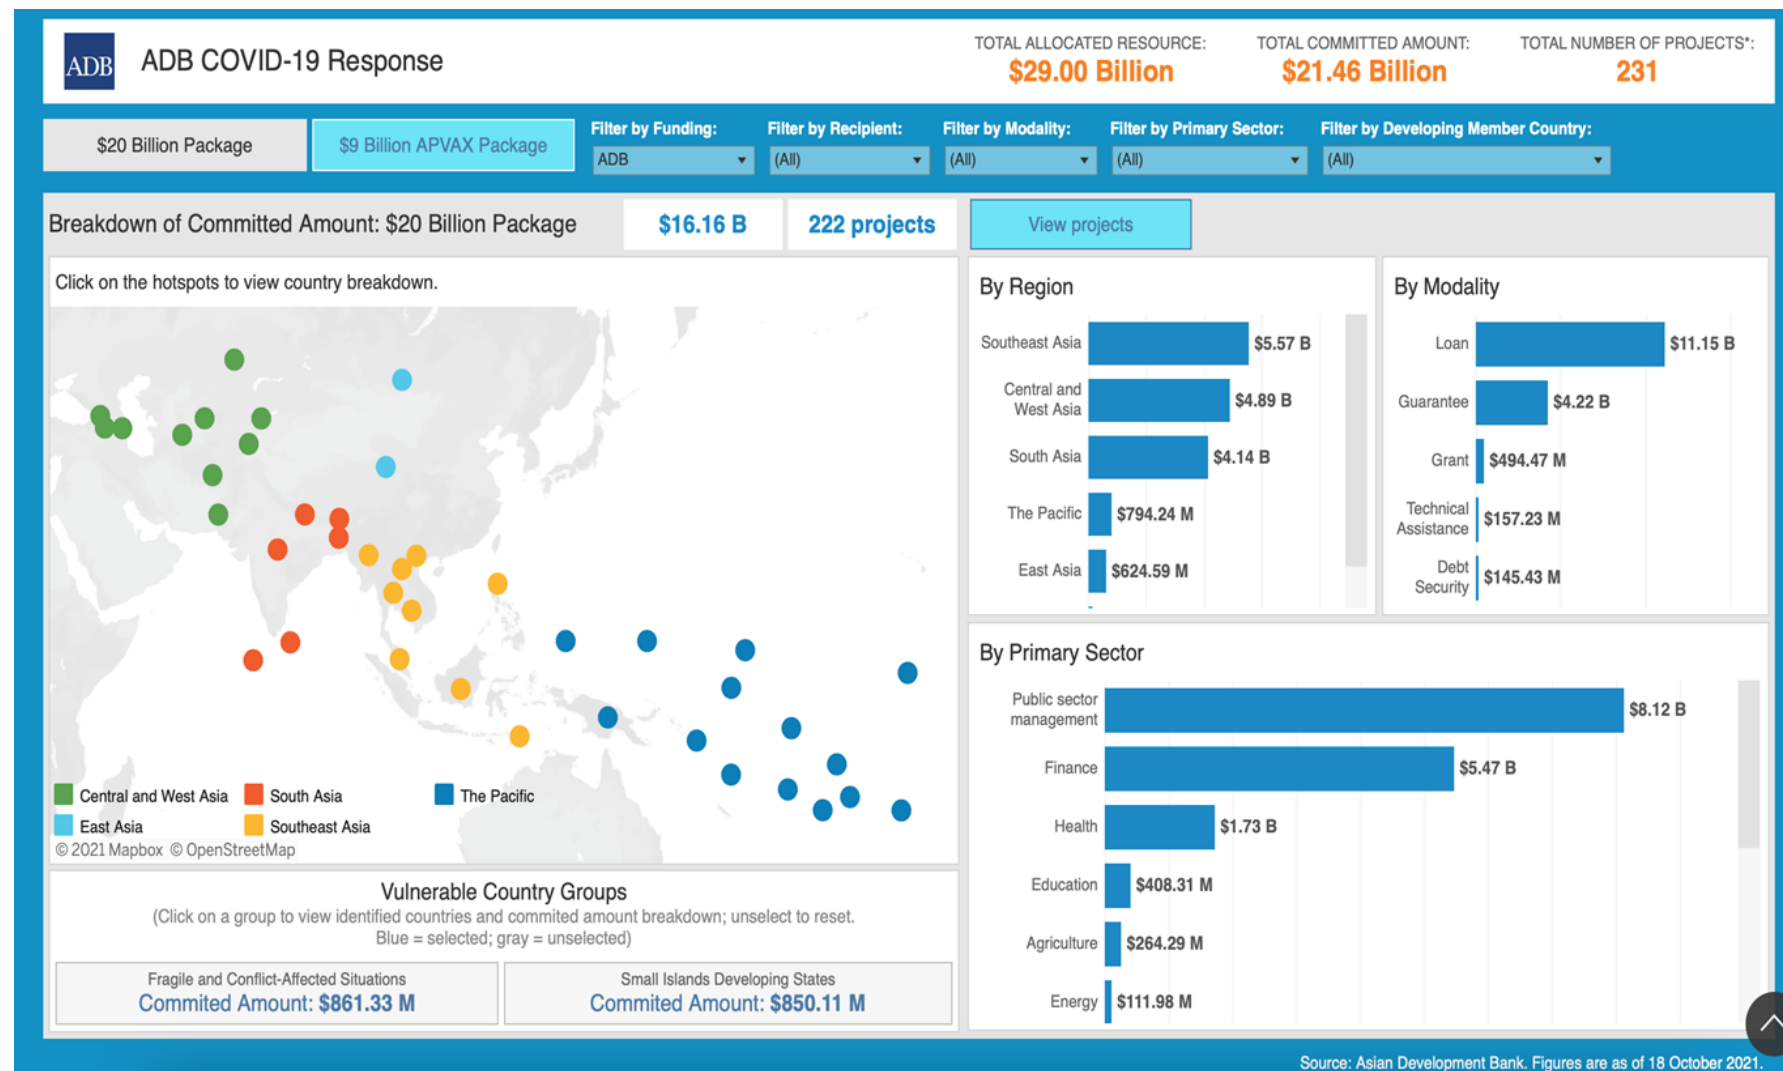 ADB
ADB COVID-19 Response
TOTAL ALLOCATED RESOURCE:
$29.00 Billion
TOTAL COMMITTED AMOUNT:
$21.46 Billion
TOTAL NUMBER OF PROJECTS*:
231
$20 Billion Package
$9 Billion APVAX Package
Filter by Funding:
ADB
Filter by Recipient:
(All)
Filter by Modality:
(All)
Filter by Primary Sector:
(All)
Filter by Developing Member Country:
(All)
Breakdown of Committed Amount: $20 Billion Package
$16.16 B
222 projects
View projects
Click on the hotspots to view country breakdown.
Central and West Asia
South Asia
The Pacific
East Asia
Southeast Asia
© 2021 Mapbox © OpenStreetMap
Vulnerable Country Groups
(Click on a group to view identified countries and commited amount breakdown; unselect to reset.
Blue = selected; gray = unselected)
Fragile and Conflict-Affected Situations
Commited Amount: $861.33 M
Small Islands Developing States
Commited Amount: $850.11 M
By Region
Southeast Asia
$5.57 B
Central and
West Asia
$4.89 B
South Asia
$4.14 B
The Pacific
$794.24 M
East Asia
$624.59 M
By Modality
Loan
$11.15 B
Guarantee
$4.22 B
Grant
$494.47 M
Technical
Assistance
$157.23 M
Debt
Security
$145.43 M
By Primary Sector
Public sector
management
$8.12 B
Finance
$5.47 B
Health
$1.73 B
Education
$408.31 M
Agriculture
$264.29 M
Energy
$111.98 M
Source: Asian Development Bank. Figures are as of 18 October 2021.